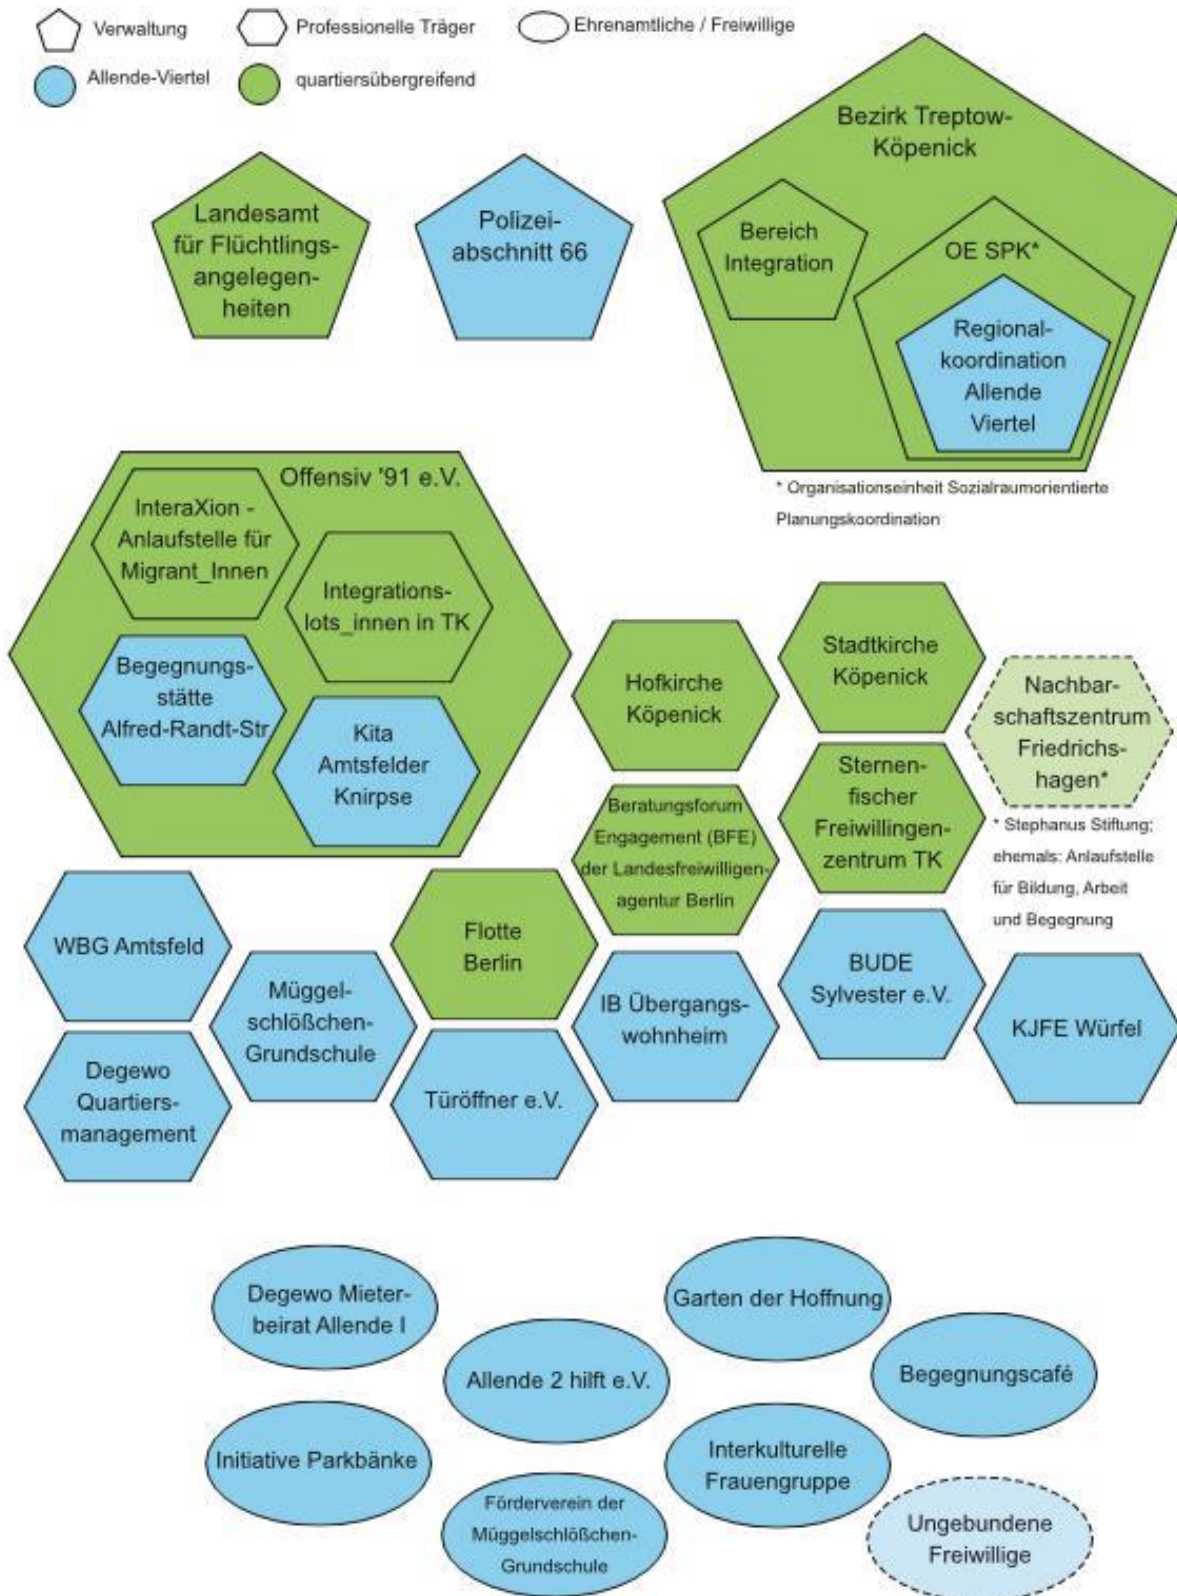 Verwaltung
Professionelle Träger
Ehrenamtliche / Freiwillige
Allende-Viertel
quartiersübergreifend
Bezirk Treptow-
Köpenick
Landesamt
für Flüchtlings-
angelegen-
heiten
Polizei-
abschnitt 66
Bereich
Integration
OE SPK*
Regional-
koordination
Allende
Viertel
* Organisationseinheit Sozialraumorientierte
Planungskoordination
Offensiv '91 e.V.
InteraXion -
Anlaufstelle für
Migrant_Innen
Integrations-
lots_innen in TK
Begegnungs-
stätte
Alfred-Randt-Str
Kita
Amtsfelder
Knirpse
Hofkirche
Köpenick
Stadtkirche
Köpenick
Nachbar-
schaftszentrum
Friedrichs-
hagen*
* Stephanus Stiftung;
ehemals: Anlaufstelle
für Bildung, Arbeit
und Begegnung
Beratungsforum
Engagement (BFE)
der Landesfreiwilligen-
agentur Berlin
Sternen-
fischer
Freiwillingen-
zentrum TK
WBG Amtsfeld
Müggel-
schlößchen-
Grundschule
Flotte
Berlin
IB Übergangs-
wohnheim
BUDE
Sylvester e.V.
KJFE Würfel
Degewo
Quartiers-
management
Türöffner e.V.
Degewo Mieter-
beirat Allende I
Allende 2 hilft e.V.
Garten der Hoffnung
Begegnungscafé
Initiative Parkbänke
Förderverein der
Müggelschlößchen-
Grundschule
Interkulturelle
Frauengruppe
Ungebundene
Freiwillige